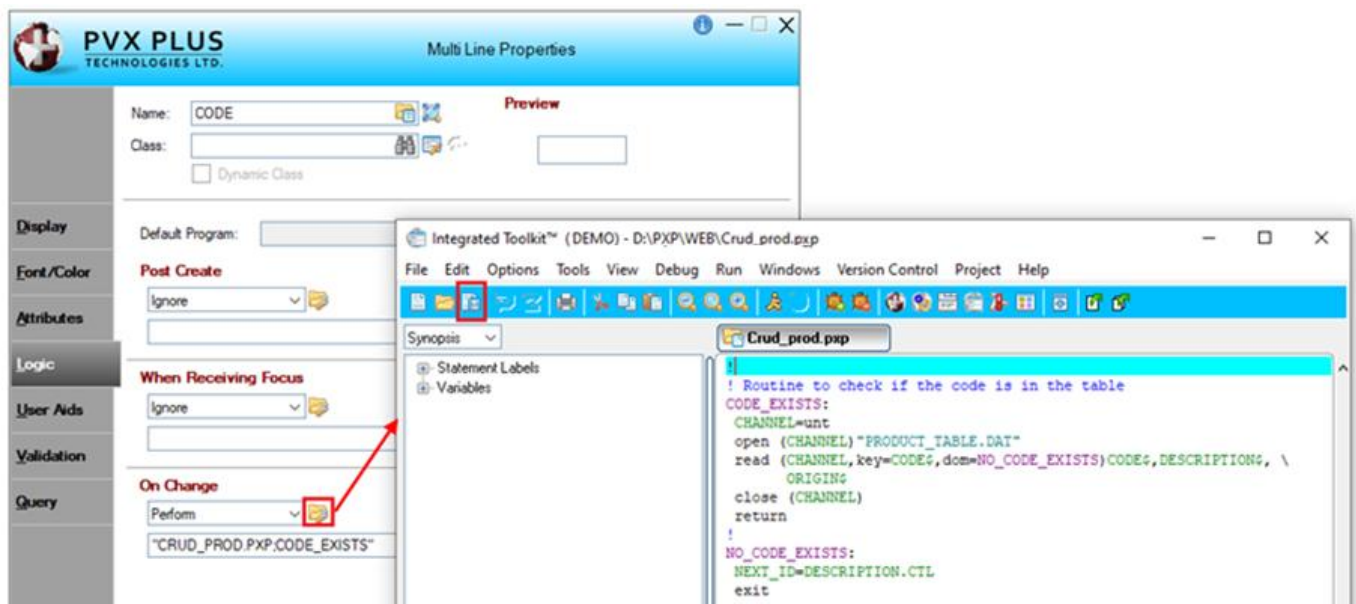 PVX PLUS
TECHNOLOGIES LTD.
Multi Line Properties
Name: CODE
Preview
Class:
Dynamic Class
Display
Font/Color
Attributes
Logic
User Aids
Validation
Query
Default Program:
Post Create
Ignore
When Receiving Focus
Ignore
On Change
Perform
"CRUD_PROD.PXP;CODE_EXISTS"
Integrated Toolkit™ (DEMO) - D:\PXP\WEB\Crud_prod.pxp
File Edit Options Tools View Debug Run Windows Version Control Project Help
Synopsis
Crud_prod.pxp
Statement Labels
Variables
!
! Routine to check if the code is in the table
CODE_EXISTS:
CHANNEL=unt
open (CHANNEL)"PRODUCT_TABLE.DAT"
read (CHANNEL,key=CODE$,dom=NO_CODE_EXISTS)CODE$,DESCRIPTION$, \
ORIGIN$
close (CHANNEL)
return
!
NO_CODE_EXISTS:
NEXT_ID=DESCRIPTION.CTL
exit